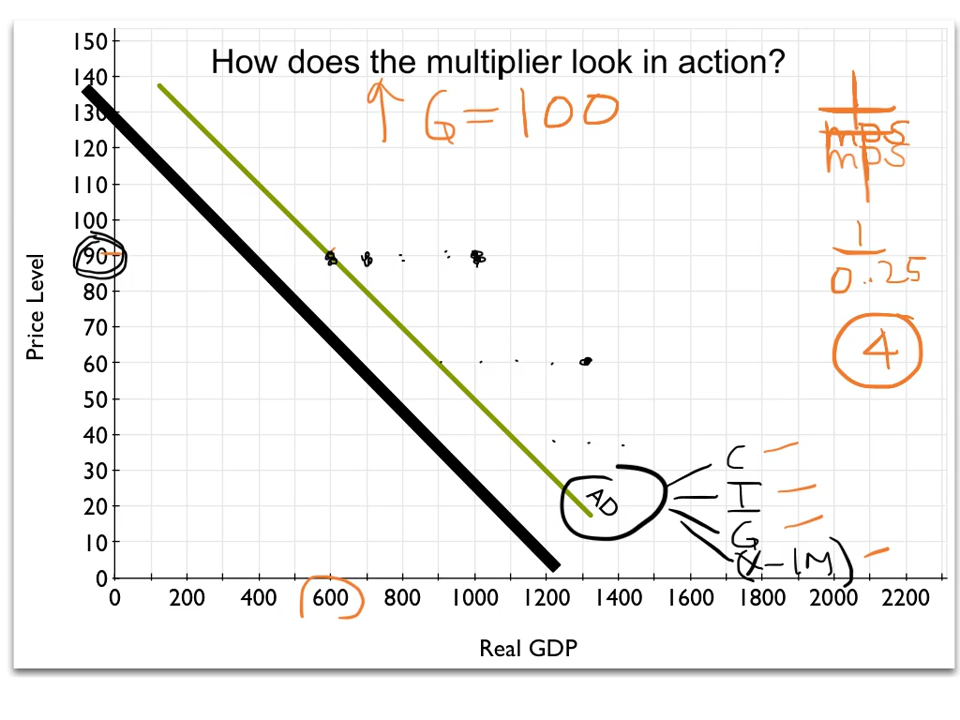 How does the multiplier look in action?
↑ G = 100
1
mps
mps
1
0.25
4
150
140
130
120
110
100
90
80
70
60
50
40
30
20
10
0
Price Level
AD
C
I
G
(X-IM)
0 200 400 600 800 1000 1200 1400 1600 1800 2000 2200
Real GDP